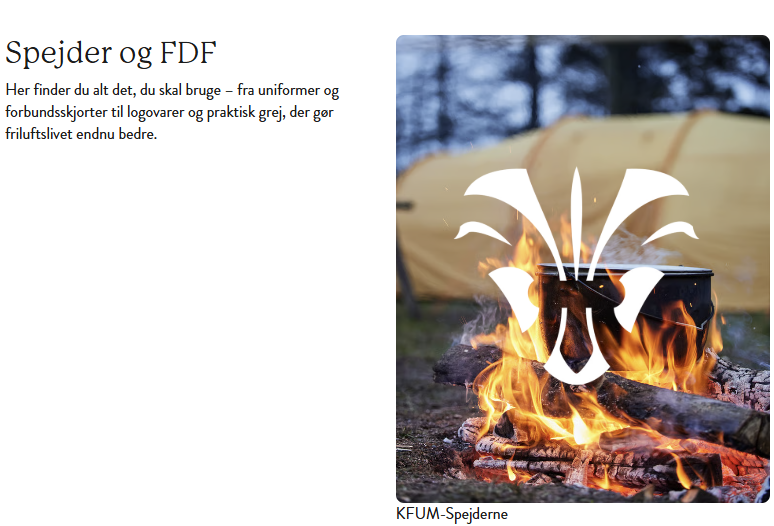 Spejder og FDF
Her finder du alt det, du skal bruge – fra uniformer og
forbundsskjorter til logovarer og praktisk grej, der gør
friluftslivet endnu bedre.
KFUM-Spejderne